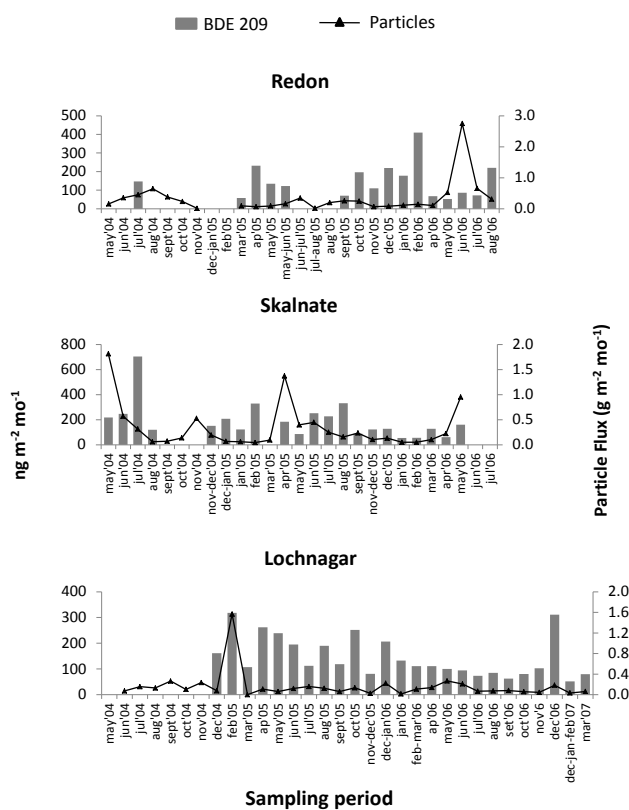 BDE 209 Particles
Redon
500 3.0
400 2.5
300 2.0
200 1.5
100 1.0
0 0.5
0.0
may'04 jun'04 jul'04 aug'04 sept'04 oct'04 nov'04 dec-jan'05 feb'05 mar'05 ap'05 may'05 may-jun'05 jun-jul'05 jul-aug'05 aug'05 sept'05 oct'05 nov'05 dec'05 jan'06 feb'06 ap'06 may'06 jun'06 jul'06 aug'06
Skalnate
800 2.0
600 1.5
400 1.0
200 0.5
0 0.0
may'04 jun'04 jul'04 aug'04 sept'04 oct'04 nov'04 nov-dec'04 dec-jan'05 jan'05 feb'05 mar'05 apr'05 may'05 jun'05 jul'05 aug'05 sept'05 nov-dec'05 dec'05 jan'06 feb'06 mar'06 apr'06 may'06 jun'06 jul'06
ng m-2 mo-1
Particle Flux (g m-2 mo-1)
Lochnagar
400 2.0
300 1.6
200 1.2
100 0.8
0 0.4
0.0
may'04 jun'04 jul'04 aug'04 sept'04 oct'04 nov'04 dec'04 feb'05 mar'05 ap'05 may'05 jun'05 jul'05 aug'05 sept'05 oct'05 nov-dec'05 dec-jan'06 jan'06 feb-mar'06 apr'06 may'06 jun'06 jul'06 aug'06 set'06 oct'06 nov'6 dec'06 dec-jan-feb'07 mar'07
Sampling period